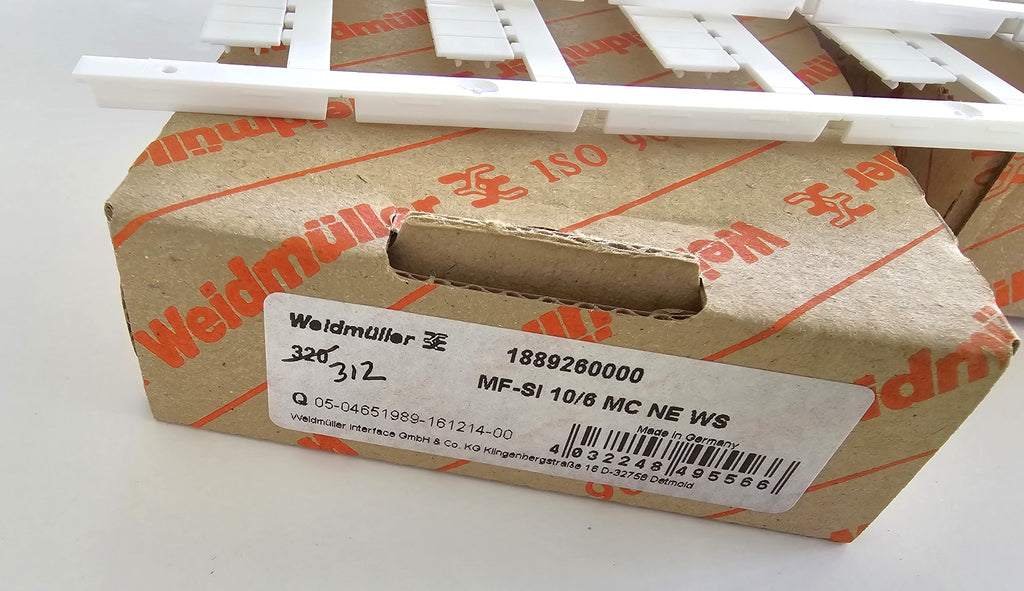 Weidmüller
Weidmüller ISO
Weidmüller
Weidmüller
1889260000
320 312
MF-SI 10/6 MC NE WS
Q 05-04651989-161214-00
Made in Germany
Weidmüller Interface GmbH & Co. KG Klingenbergstraße 16 D-32758 Detmold
4 032248 495566